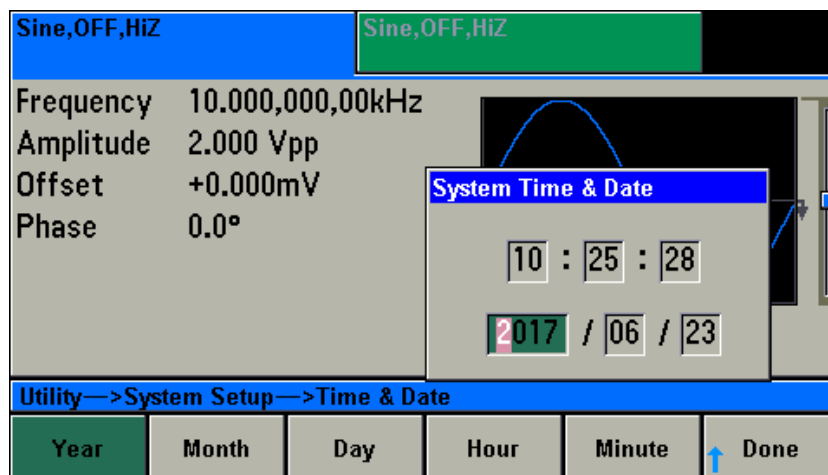 Sine,OFF,HiZ Sine,OFF,HiZ
Frequency 10.000,000,00kHz
Amplitude 2.000 Vpp
Offset +0.000mV
Phase 0.0°
System Time & Date
10 : 25 : 28
2017 / 06 / 23
Utility—>System Setup—>Time & Date
Year Month Day Hour Minute Done